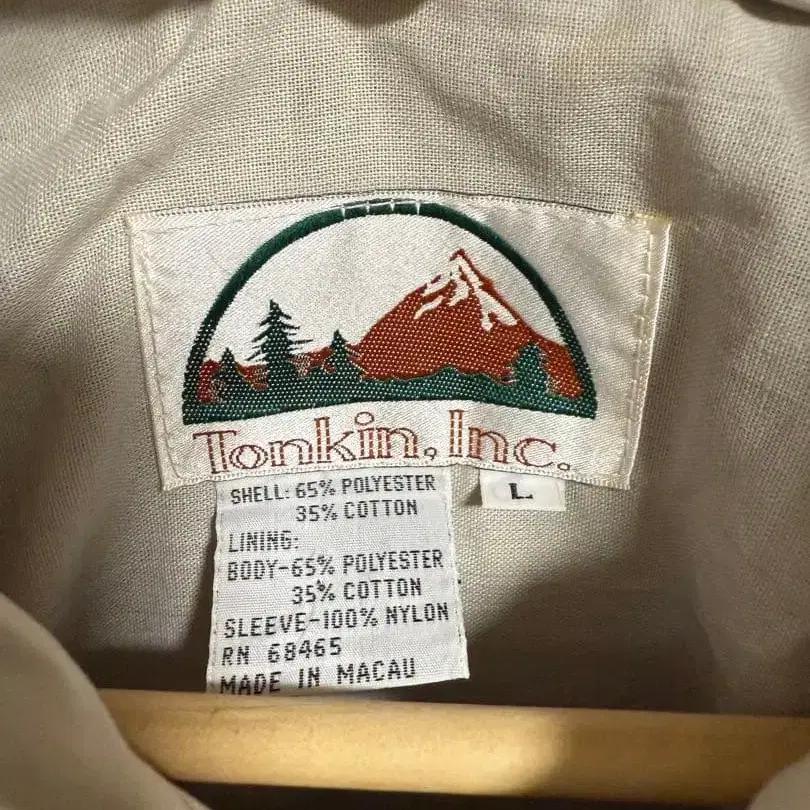 Tonkin, Inc.
L
SHELL: 65% POLYESTER
35% COTTON
LINING:
BODY-65% POLYESTER
35% COTTON
SLEEVE-100% NYLON
RN 68465
MADE IN MACAU